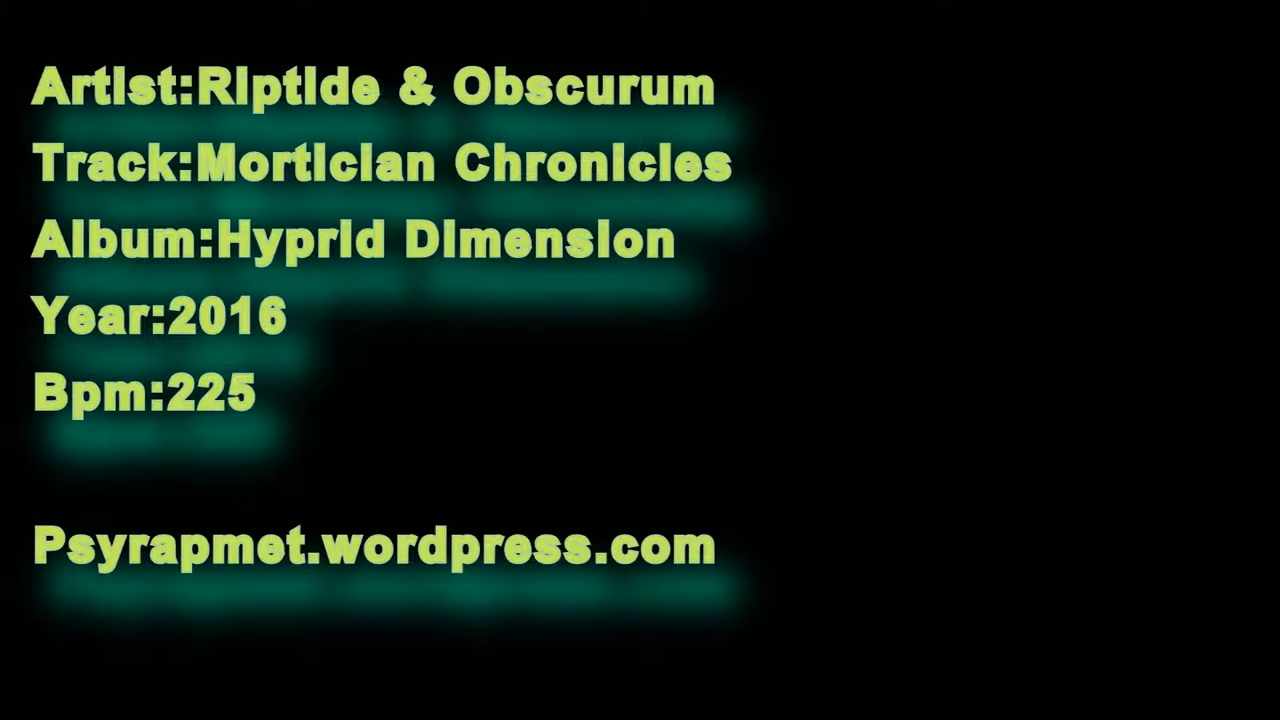 Artist:Riptide & Obscurum
Track:Mortician Chronicles
Album:Hyprid Dimension
Year:2016
Bpm:225
Psyrapmet.wordpress.com